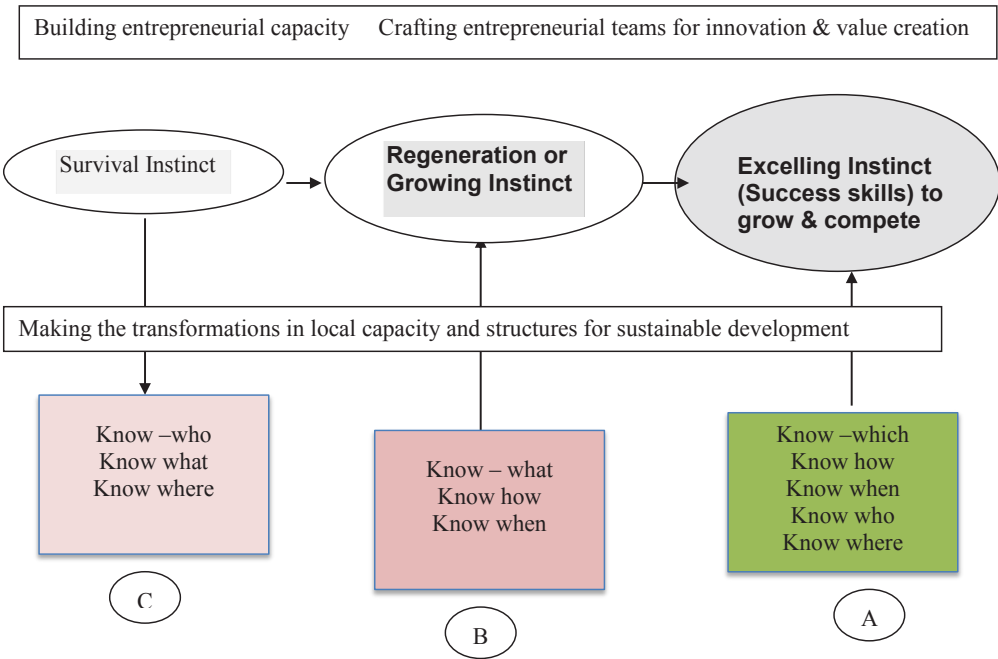 Building entrepreneurial capacity Crafting entrepreneurial teams for innovation & value creation
Survival Instinct
Regeneration or
Growing Instinct
Excelling Instinct
(Success skills) to
grow & compete
Making the transformations in local capacity and structures for sustainable development
Know –who
Know what
Know where
Know – what
Know how
Know when
Know –which
Know how
Know when
Know who
Know where
C
B
A